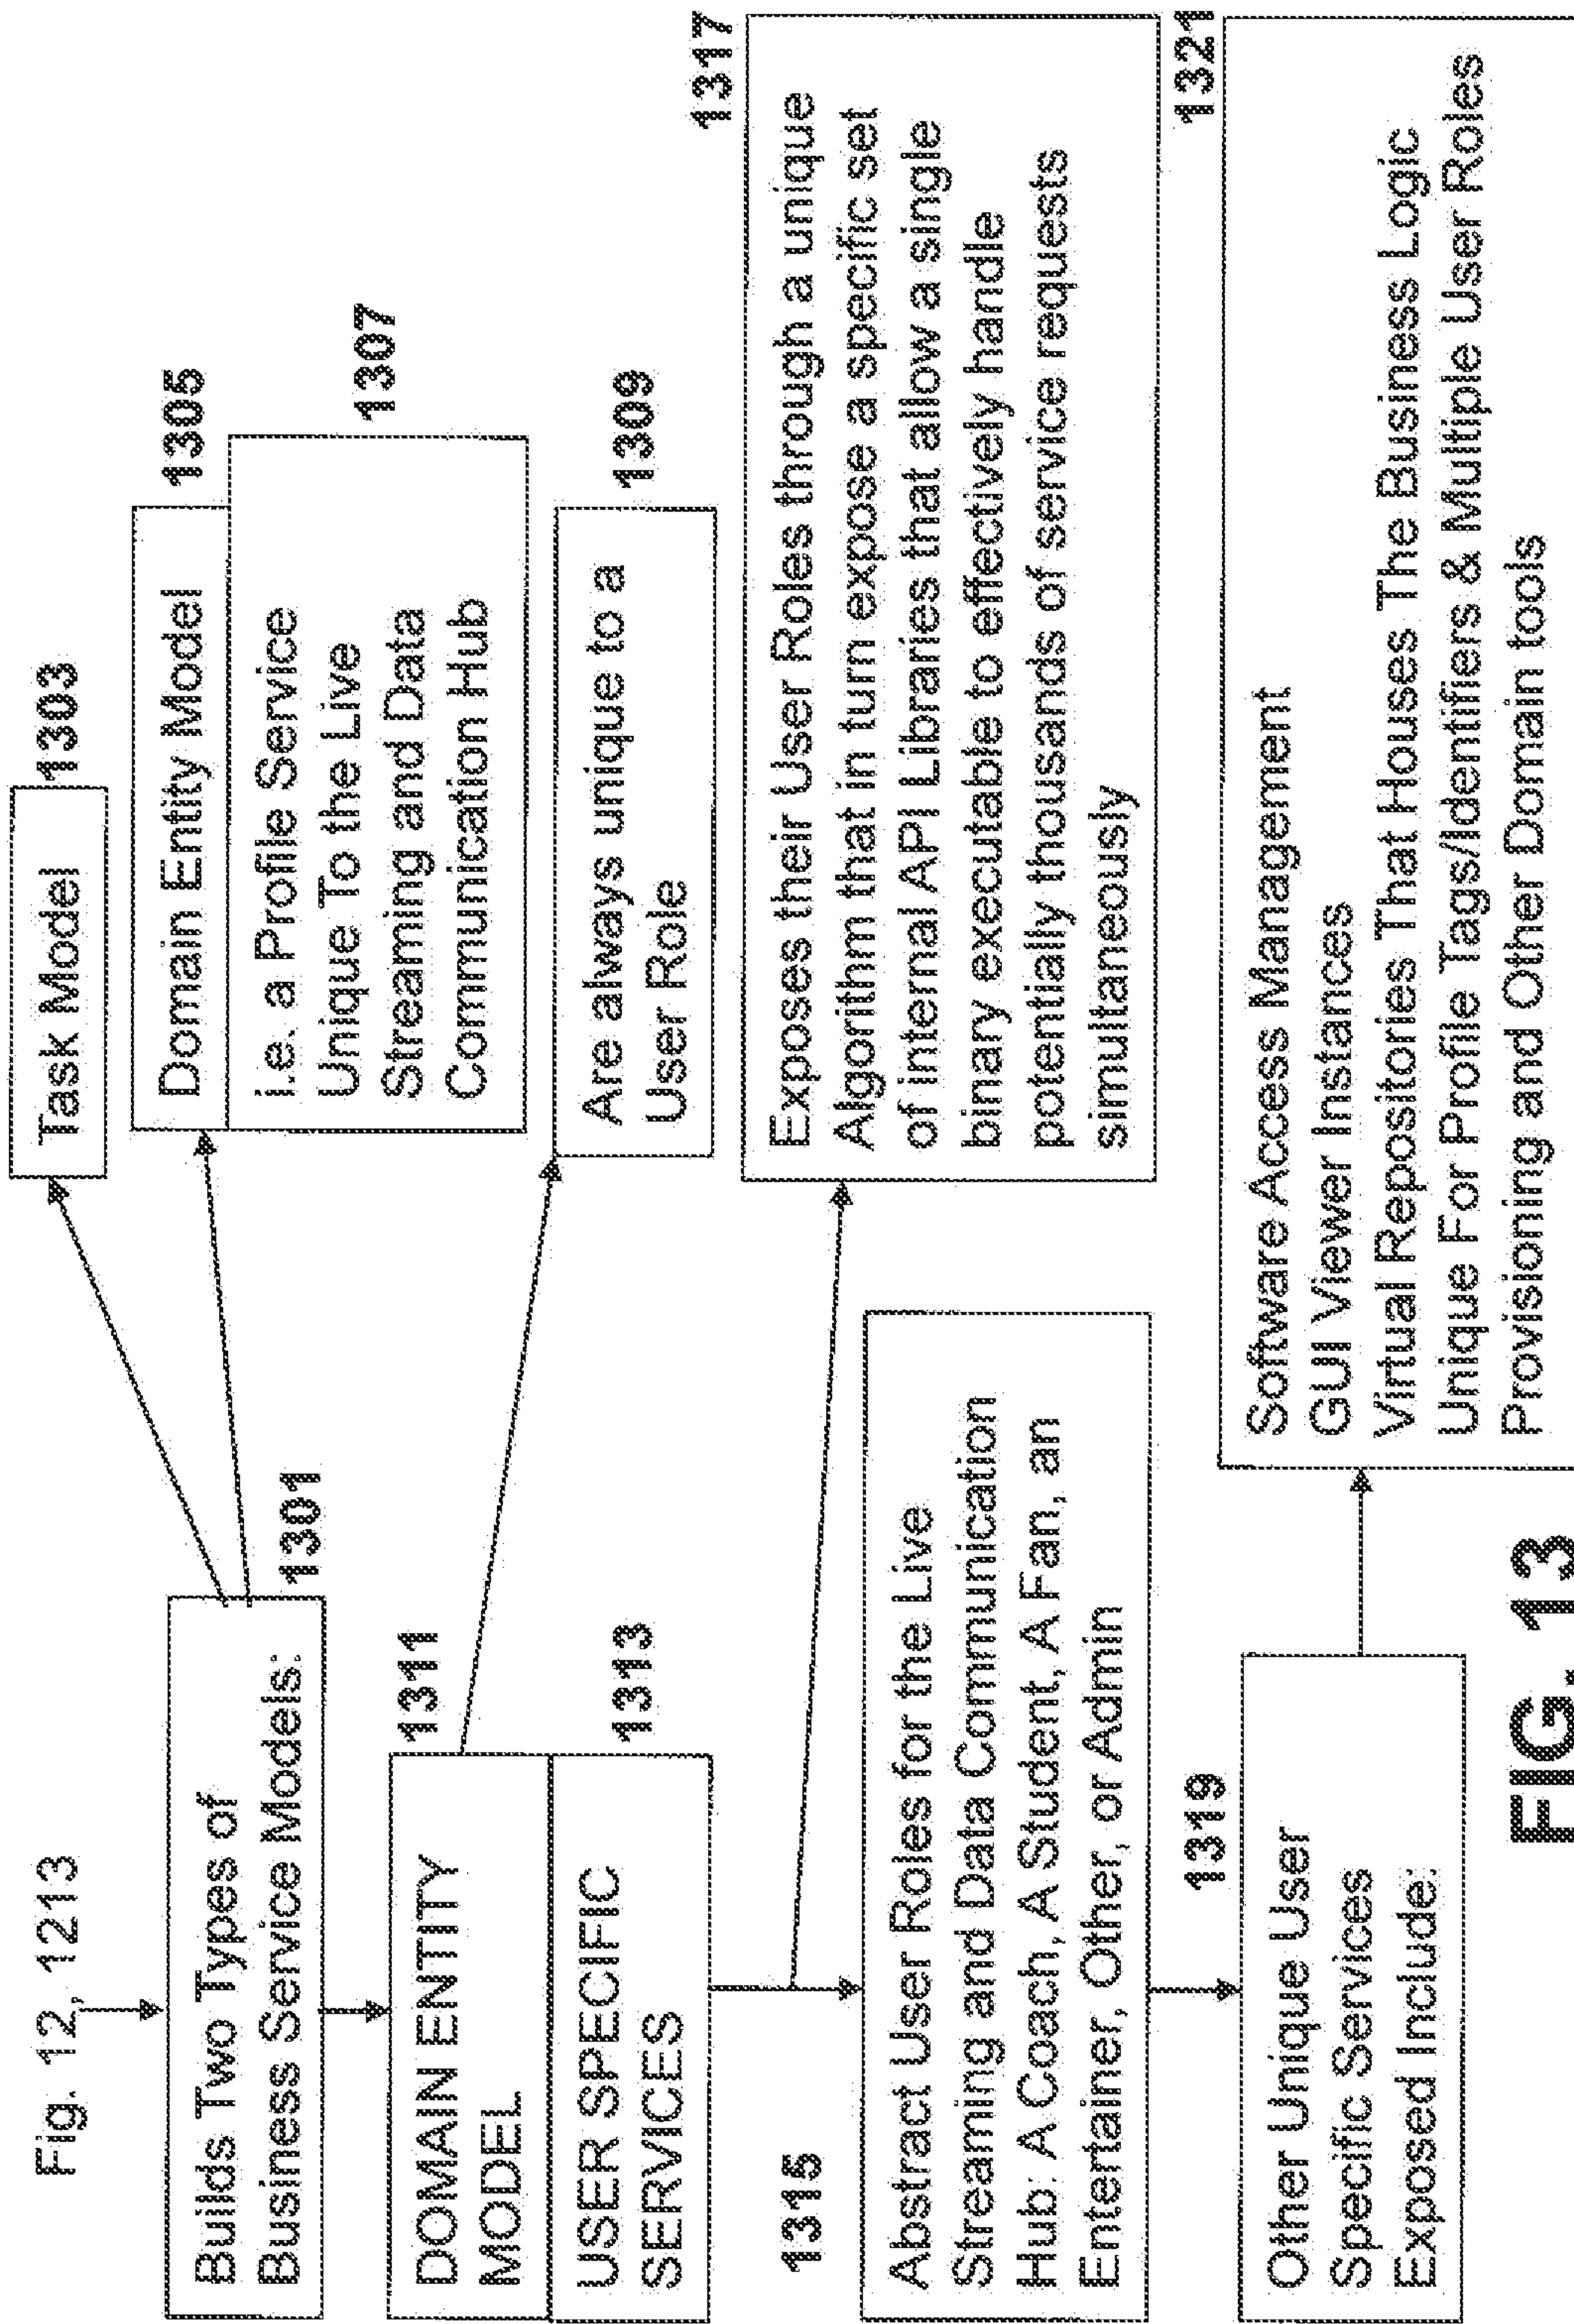 Fig. 12, 1213
Builds Two Types of
Business Service Models:
1301
Task Model
1303
Domain Entity Model
1305
i.e. a Profile Service
Unique To the Live
Streaming and Data
Communication Hub
1307
DOMAIN ENTITY
MODEL
1311
Are always unique to a
User Role
1309
USER SPECIFIC
SERVICES
1313
1315
Abstract User Roles for the Live
Streaming and Data Communication
Hub: A Coach, A Student, A Fan, an
Entertainer, Other, or Admin
1317
Exposes their User Roles through a unique
Algorithm that in turn expose a specific set
of internal API Libraries that allow a single
binary executable to effectively handle
potentially thousands of service requests
simultaneously
1319
Other Unique User
Specific Services
Exposed Include:
1321
Software Access Management
GUI Viewer Instances
Virtual Repositories That Houses The Business Logic
Unique For Profile Tags/Identifiers & Multiple User Roles
Provisioning and Other Domain tools
FIG. 13